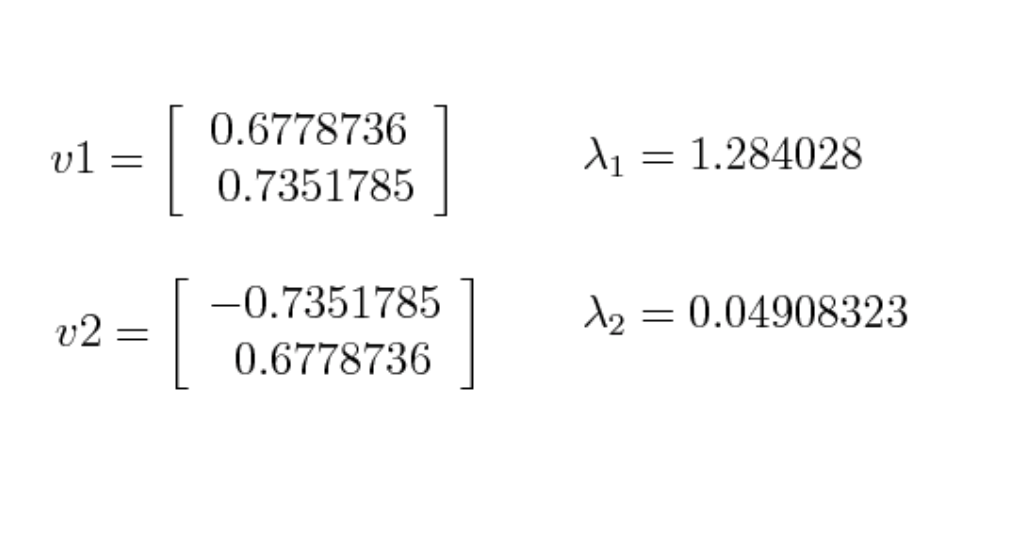 v1 = [ 0.6778736 0.7351785 ] λ₁ = 1.284028
v2 = [ −0.7351785 0.6778736 ] λ₂ = 0.04908323